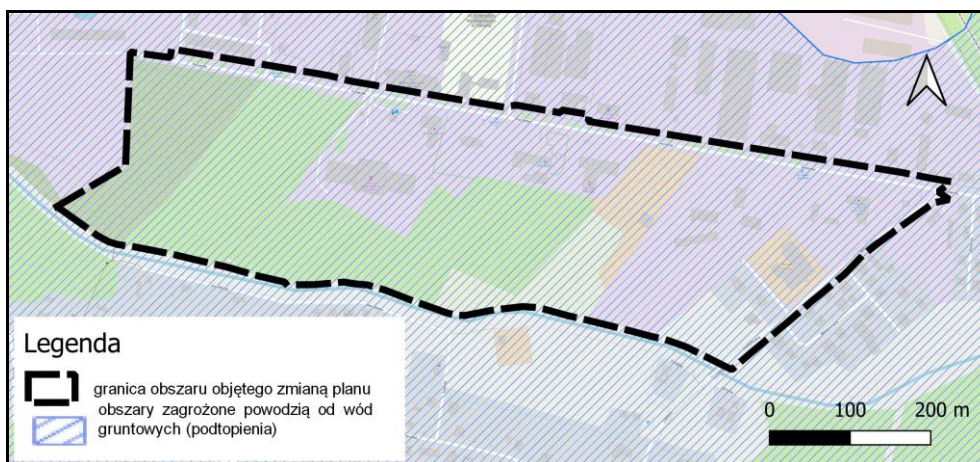 Legenda
granica obszaru objętego zmianą planu
obszary zagrożone powodzią od wód
gruntowych (podtopienia)
0 100 200 m